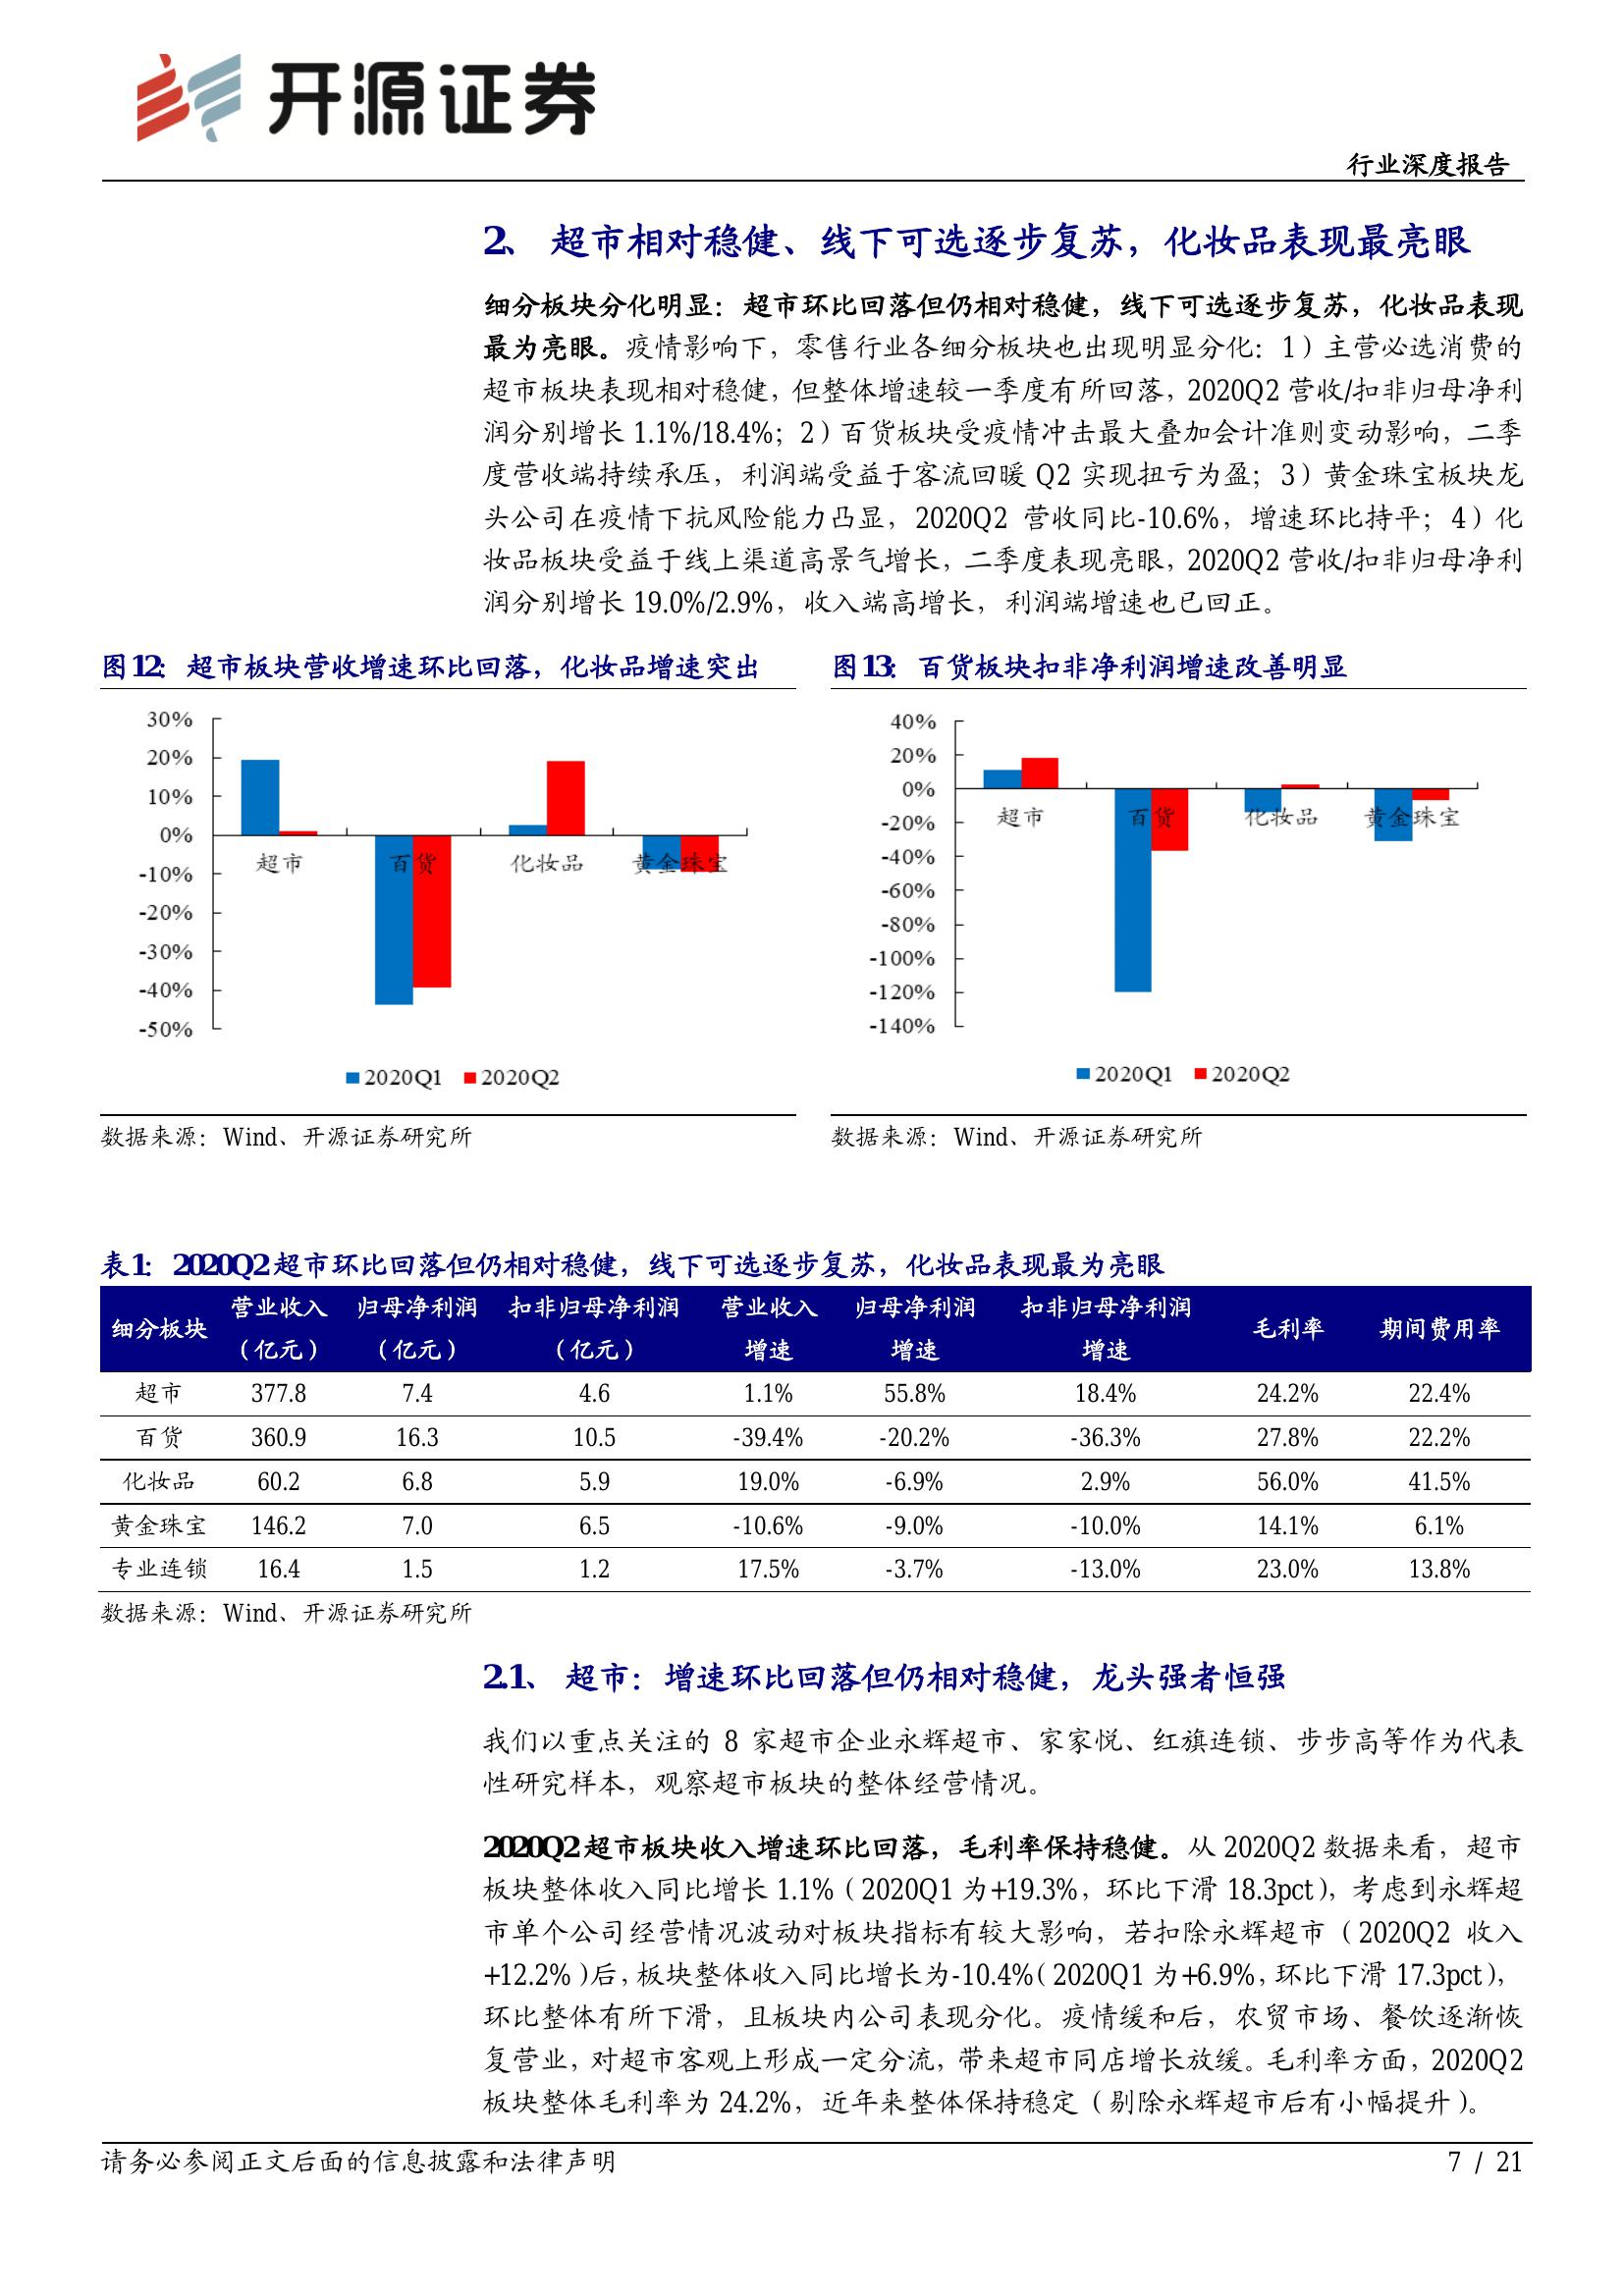 开源证券
行业深度报告
2、 超市相对稳健、线下可选逐步复苏，化妆品表现最亮眼
细分板块分化明显：超市环比回落但仍相对稳健，线下可选逐步复苏，化妆品表现
最为亮眼。疫情影响下，零售行业各细分板块也出现明显分化：1）主营必选消费的
超市板块表现相对稳健，但整体增速较一季度有所回落，2020Q2 营收/扣非归母净利
润分别增长 1.1%/18.4%；2）百货板块受疫情冲击最大叠加会计准则变动影响，二季
度营收端持续承压，利润端受益于客流回暖 Q2 实现扭亏为盈；3）黄金珠宝板块龙
头公司在疫情下抗风险能力凸显，2020Q2 营收同比-10.6%，增速环比持平；4）化
妆品板块受益于线上渠道高景气增长，二季度表现亮眼，2020Q2 营收/扣非归母净利
润分别增长 19.0%/2.9%，收入端高增长，利润端增速也已回正。
图12：超市板块营收增速环比回落，化妆品增速突出
30%
20%
10%
0%
-10%
-20%
-30%
-40%
-50%
超市 百货 化妆品 黄金珠宝
2020Q1 2020Q2
数据来源：Wind、开源证券研究所
图13：百货板块扣非净利润增速改善明显
40%
20%
0%
-20%
-40%
-60%
-80%
-100%
-120%
-140%
超市 百货 化妆品 黄金珠宝
2020Q1 2020Q2
数据来源：Wind、开源证券研究所
表1：2020Q2 超市环比回落但仍相对稳健，线下可选逐步复苏，化妆品表现最为亮眼
细分板块 营业收入（亿元） 归母净利润（亿元） 扣非归母净利润（亿元） 营业收入增速 归母净利润增速 扣非归母净利润增速 毛利率 期间费用率
超市 377.8 7.4 4.6 1.1% 55.8% 18.4% 24.2% 22.4%
百货 360.9 16.3 10.5 -39.4% -20.2% -36.3% 27.8% 22.2%
化妆品 60.2 6.8 5.9 19.0% -6.9% 2.9% 56.0% 41.5%
黄金珠宝 146.2 7.0 6.5 -10.6% -9.0% -10.0% 14.1% 6.1%
专业连锁 16.4 1.5 1.2 17.5% -3.7% -13.0% 23.0% 13.8%
数据来源：Wind、开源证券研究所
2.1、 超市：增速环比回落但仍相对稳健，龙头强者恒强
我们以重点关注的 8 家超市企业永辉超市、家家悦、红旗连锁、步步高等作为代表
性研究样本，观察超市板块的整体经营情况。
2020Q2 超市板块收入增速环比回落，毛利率保持稳健。从 2020Q2 数据来看，超市
板块整体收入同比增长 1.1%（2020Q1 为+19.3%，环比下滑 18.3pct），考虑到永辉超
市单个公司经营情况波动对板块指标有较大影响，若扣除永辉超市（2020Q2 收入
+12.2%）后，板块整体收入同比增长为-10.4%（2020Q1 为+6.9%，环比下滑 17.3pct），
环比整体有所下滑，且板块内公司表现分化。疫情缓和后，农贸市场、餐饮逐渐恢
复营业，对超市客观上形成一定分流，带来超市同店增长放缓。毛利率方面，2020Q2
板块整体毛利率为 24.2%，近年来整体保持稳定（剔除永辉超市后有小幅提升）。
请务必参阅正文后面的信息披露和法律声明
7 / 21